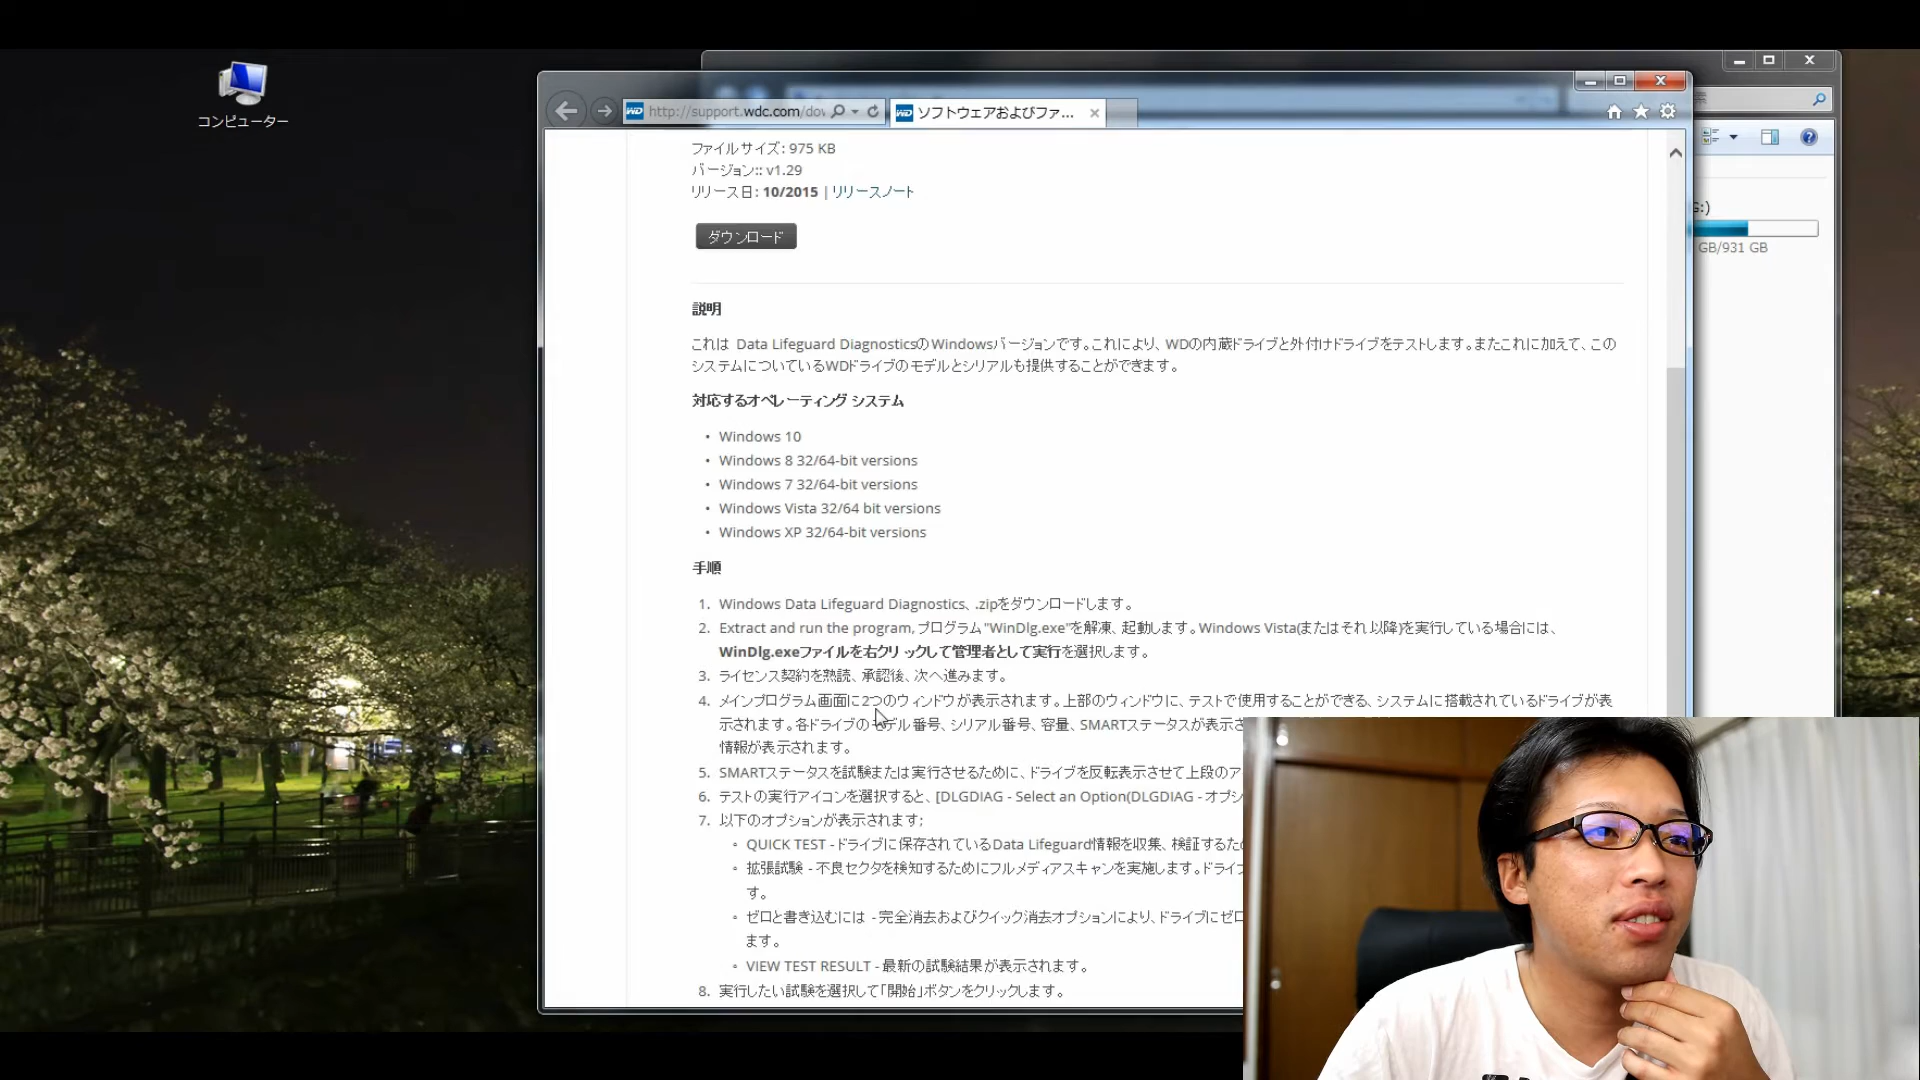 コンピューター
http://support.wdc.com/dov
WD ソフトウェアおよびファ...
ファイルサイズ: 975 KB
バージョン:: v1.29
リリース日: 10/2015 | リリースノート
ダウンロード
GB/931 GB
説明
これは Data Lifeguard DiagnosticsのWindowsバージョンです。これにより、WDの内蔵ドライブと外付けドライブをテストします。またこれに加えて、この
システムについているWDドライブのモデルとシリアルも提供することができます。
対応するオペレーティング システム
• Windows 10
• Windows 8 32/64-bit versions
• Windows 7 32/64-bit versions
• Windows Vista 32/64 bit versions
• Windows XP 32/64-bit versions
手順
1. Windows Data Lifeguard Diagnostics、.zipをダウンロードします。
2. Extract and run the program, プログラム"WinDlg.exe"を解凍、起動します。Windows Vista(またはそれ以降)を実行している場合には、
WinDlg.exeファイルを右クリックして管理者として実行を選択します。
3. ライセンス契約を熟読、承認後、次へ進みます。
4. メインプログラム画面に2つのウィンドウが表示されます。上部のウィンドウに、テストで使用することができる、システムに搭載されているドライブが表
示されます。各ドライブのモデル番号、シリアル番号、容量、SMARTステータスが表示さ
情報が表示されます。
5. SMARTステータスを試験または実行させるために、ドライブを反転表示させて上段のア
6. テストの実行アイコンを選択すると、[DLGDIAG - Select an Option(DLGDIAG - オプシ
7. 以下のオプションが表示されます;
◦ QUICK TEST - ドライブに保存されているData Lifeguard情報を収集、検証するた
◦ 拡張試験 - 不良セクタを検知するためにフルメディアスキャンを実施します。ドライブ
す。
◦ ゼロと書き込むには - 完全消去およびクイック消去オプションにより、ドライブにゼロ
ます。
◦ VIEW TEST RESULT - 最新の試験結果が表示されます。
8. 実行したい試験を選択して「開始」ボタンをクリックします。